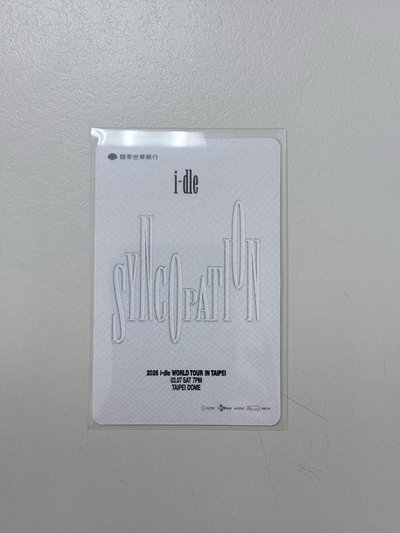 國泰世華銀行
i-dle
SYNCOPATION
2026 i-dle WORLD TOUR IN TAIPEI
03.07 SAT 7PM
TAIPEI DOME